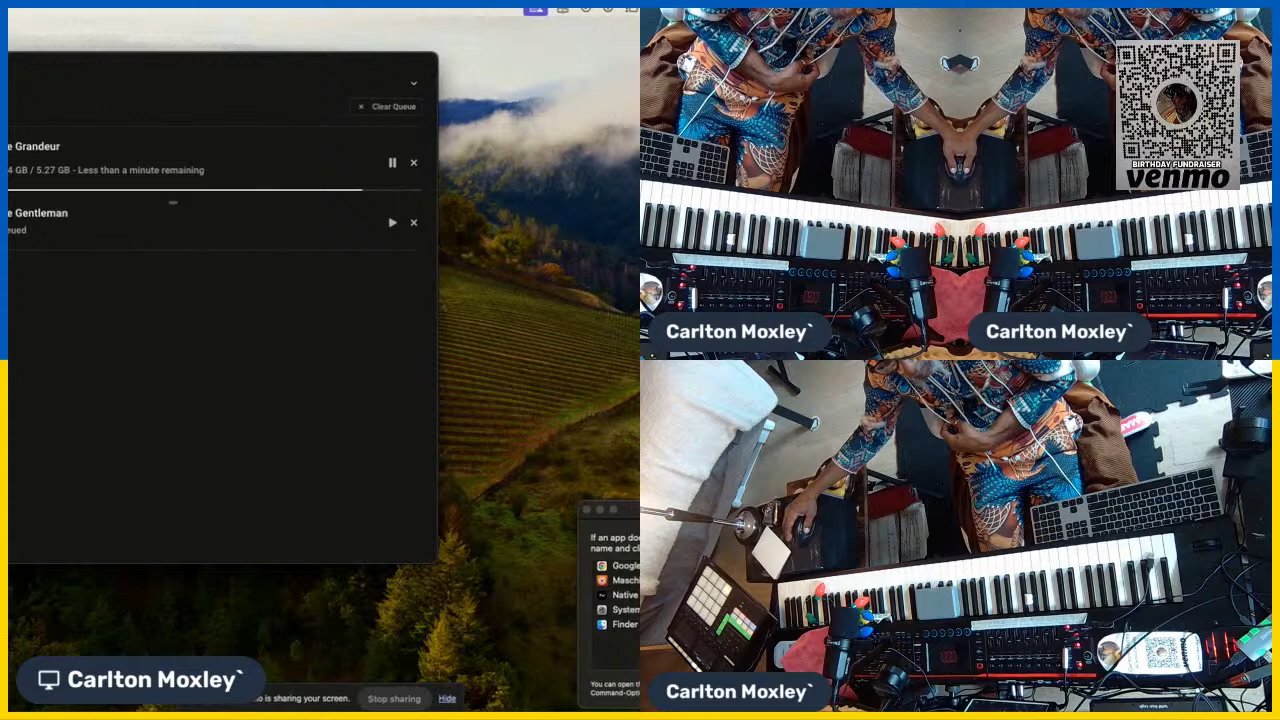 Clear Queue
e Grandeur
4 GB / 5.27 GB - Less than a minute remaining
e Gentleman
eued
If an app doe
name and cli
Google
Maschi
Native
System
Finder
You can open th
Command-Opti
o is sharing your screen.
Stop sharing
Hide
Carlton Moxley`
BIRTHDAY FUNDRAISER
venmo
Carlton Moxley`
Carlton Moxley`
Carlton Moxley`